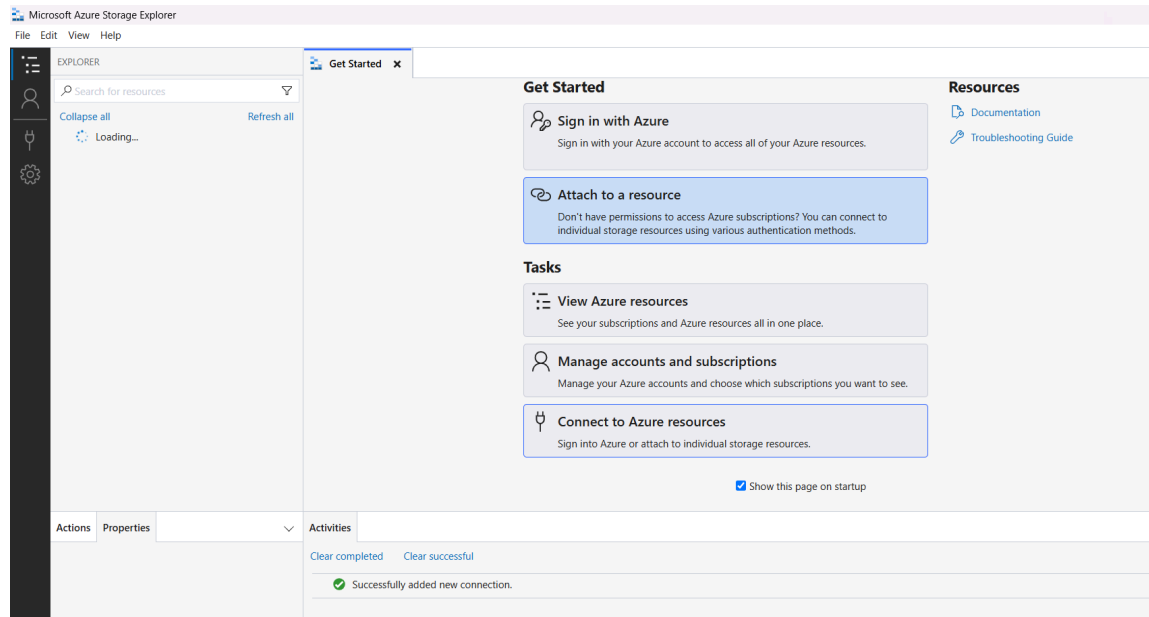 Microsoft Azure Storage Explorer
File Edit View Help
EXPLORER
Search for resources
Collapse all
Refresh all
Loading...
Get Started
Get Started
Sign in with Azure
Sign in with your Azure account to access all of your Azure resources.
Attach to a resource
Don't have permissions to access Azure subscriptions? You can connect to
individual storage resources using various authentication methods.
Tasks
View Azure resources
See your subscriptions and Azure resources all in one place.
Manage accounts and subscriptions
Manage your Azure accounts and choose which subscriptions you want to see.
Connect to Azure resources
Sign into Azure or attach to individual storage resources.
Show this page on startup
Resources
Documentation
Troubleshooting Guide
Actions Properties
Activities
Clear completed Clear successful
Successfully added new connection.